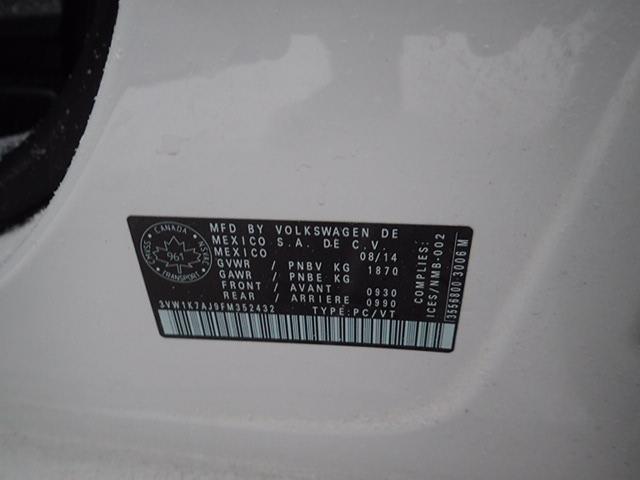 MFD BY VOLKSWAGEN DE
MEXICO S.A. DE C.V.
MEXICO 08/14
GVWR / PNBV KG 1870
GAWR / PNBE KG
FRONT / AVANT 0930
REAR / ARRIERE 0990
3VW1K7AJ9FM352432 TYPE:PC/VT
CANADA
961
TRANSPORT
COMPLIES:
ICES/NMB-002
3556800 3006 M